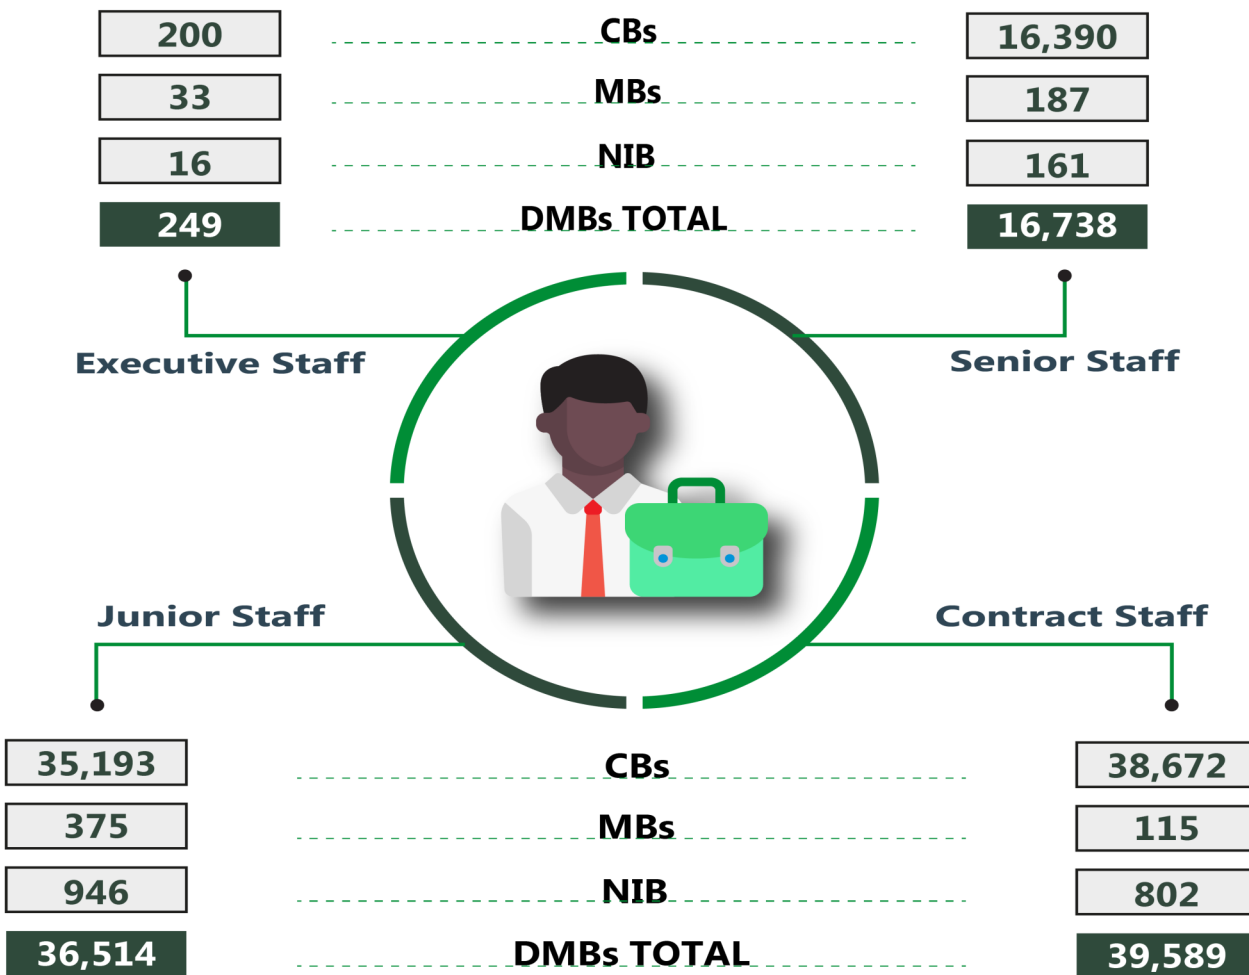 200 CBs 16,390
33 MBs 187
16 NIB 161
249 DMBs TOTAL 16,738
Executive Staff Senior Staff
Junior Staff Contract Staff
35,193 CBs 38,672
375 MBs 115
946 NIB 802
36,514 DMBs TOTAL 39,589